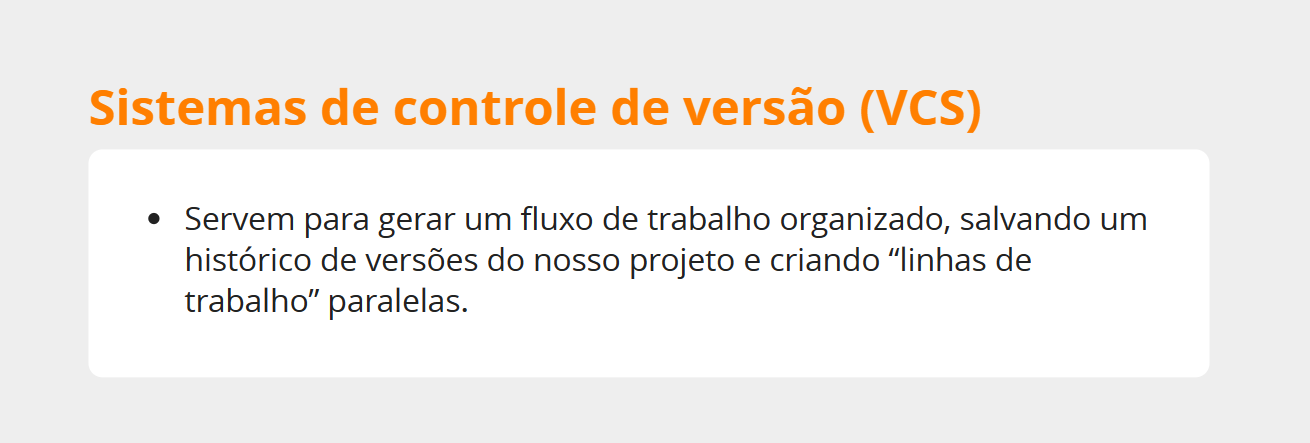 Sistemas de controle de versão (VCS)
• Servem para gerar um fluxo de trabalho organizado, salvando um
histórico de versões do nosso projeto e criando “linhas de
trabalho” paralelas.